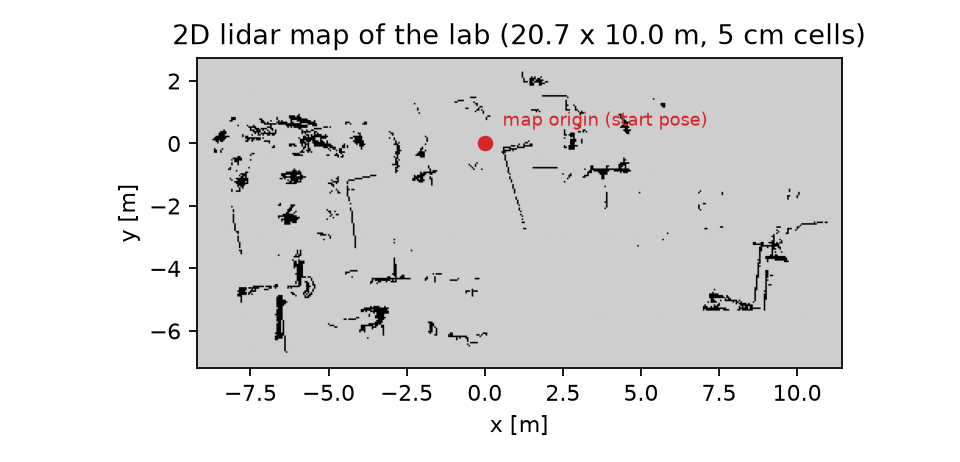 2D lidar map of the lab (20.7 x 10.0 m, 5 cm cells)
map origin (start pose)
y [m]
2
0
−2
−4
−6
−7.5 −5.0 −2.5 0.0 2.5 5.0 7.5 10.0
x [m]